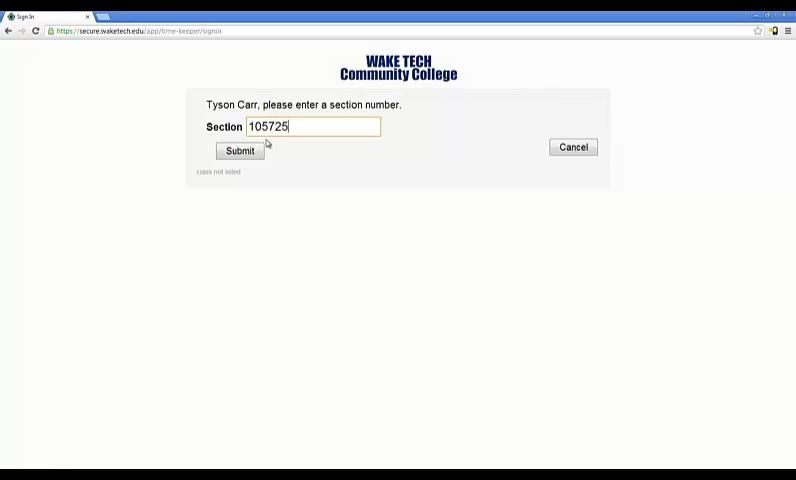 Sign In
https://secure.waketech.edu/app/time-keeper/signin
WAKE TECH
Community College
Tyson Carr, please enter a section number.
Section 105725
Submit
Cancel
class not listed